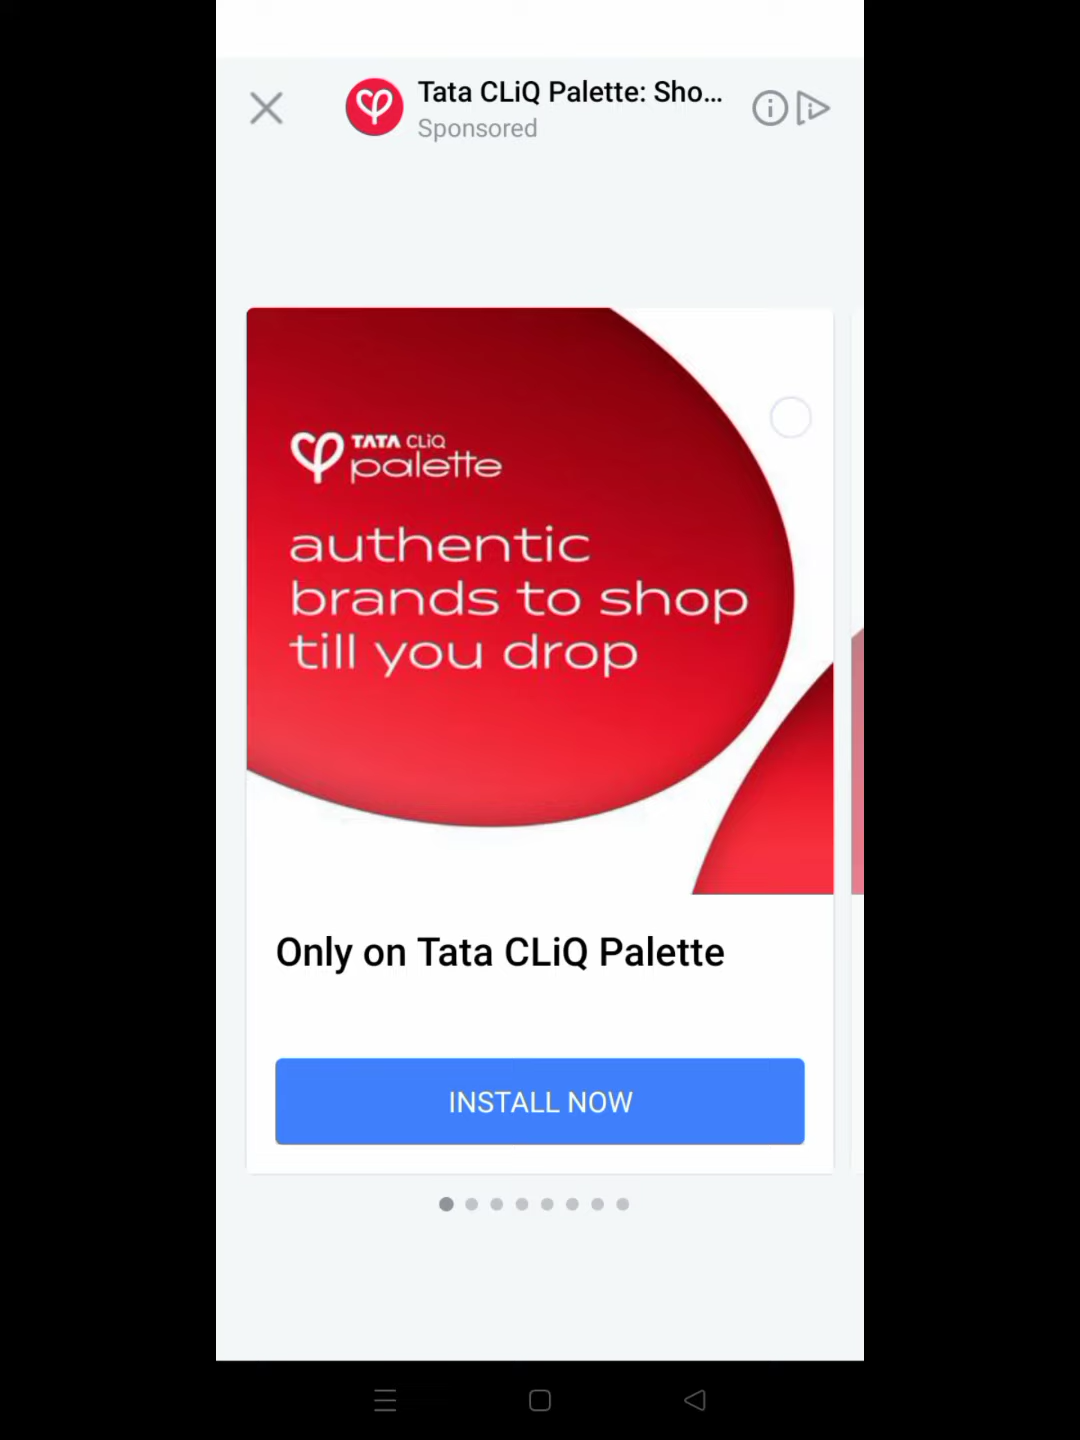 Tata CLiQ Palette: Sho...
Sponsored
TATA CLiQ
palette
authentic
brands to shop
till you drop
Only on Tata CLiQ Palette
INSTALL NOW